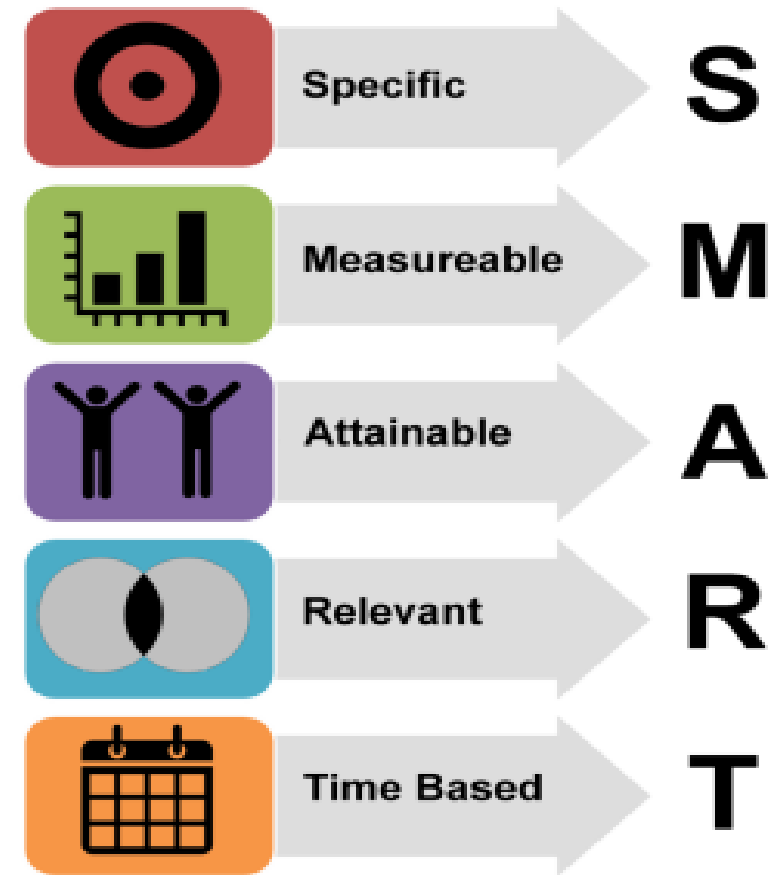 Specific S
Measureable M
Attainable A
Relevant R
Time Based T